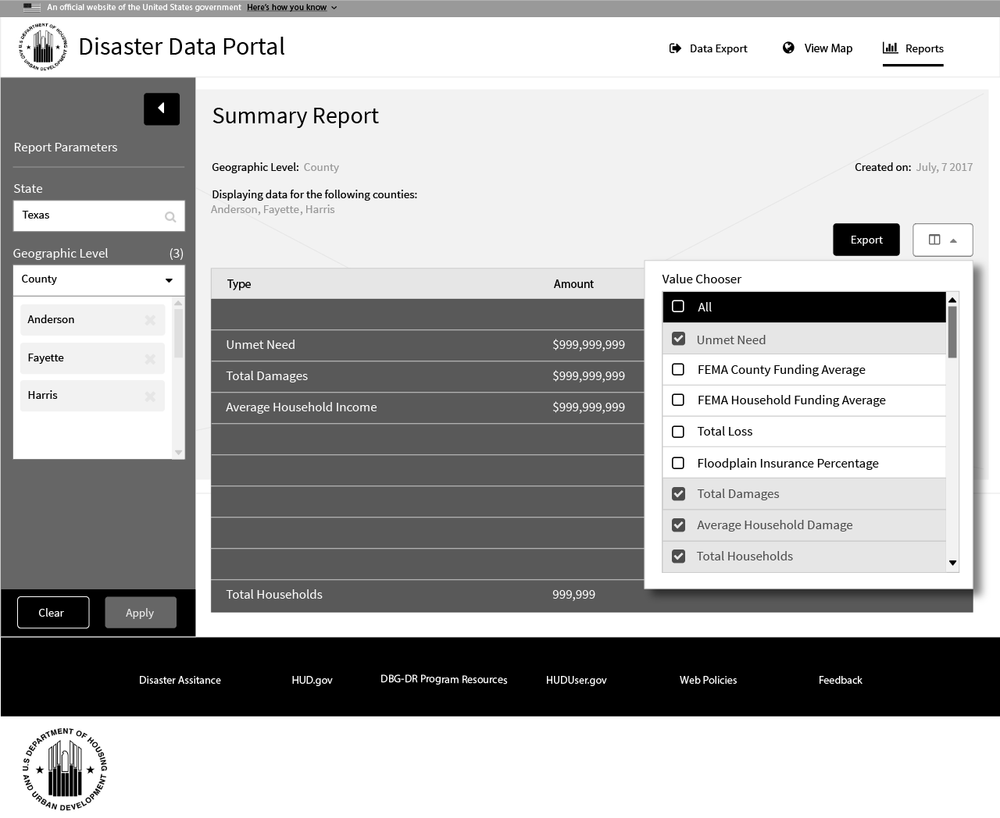 An official website of the United States government Here's how you know
U.S DEPARTMENT OF HOUSING
AND URBAN DEVELOPMENT
Disaster Data Portal
Data Export
View Map
Reports
Report Parameters
State
Texas
Geographic Level (3)
County
Anderson
Fayette
Harris
Clear
Apply
Summary Report
Geographic Level: County
Created on: July, 7 2017
Displaying data for the following counties:
Anderson, Fayette, Harris
Export
Type Amount
Unmet Need $999,999,999
Total Damages $999,999,999
Average Household Income $999,999,999
Total Households 999,999
Value Chooser
All
Unmet Need
FEMA County Funding Average
FEMA Household Funding Average
Total Loss
Floodplain Insurance Percentage
Total Damages
Average Household Damage
Total Households
Disaster Assitance
HUD.gov
DBG-DR Program Resources
HUDUser.gov
Web Policies
Feedback
U.S DEPARTMENT OF HOUSING
AND URBAN DEVELOPMENT